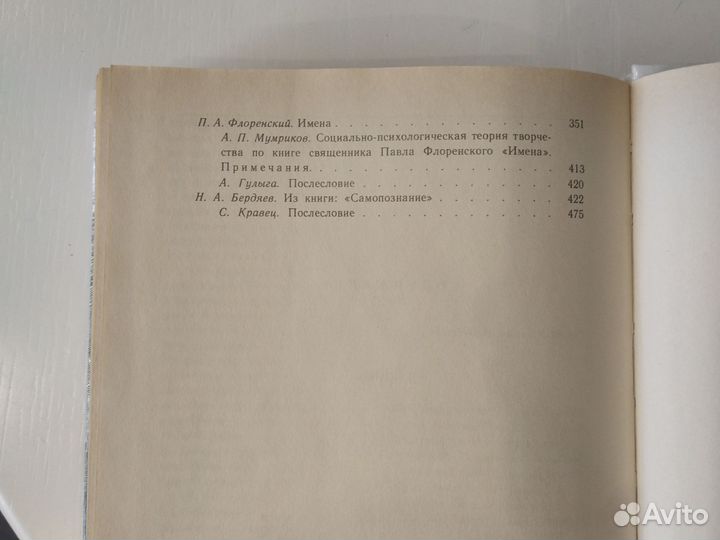 П. А. Флоренский. Имена . . . . . . . . . . . . . . . 351
А. П. Мумриков. Социально-психологическая теория творче-
ства по книге священника Павла Флоренского «Имена».
Примечания. . . . . . . . . . . . . . . . . 413
А. Гулыга. Послесловие . . . . . . . . . . . . . 420
Н. А. Бердяев. Из книги: «Самопознание» . . . . . . . . . 422
С. Кравец. Послесловие . . . . . . . . . . . . . 475
Avito